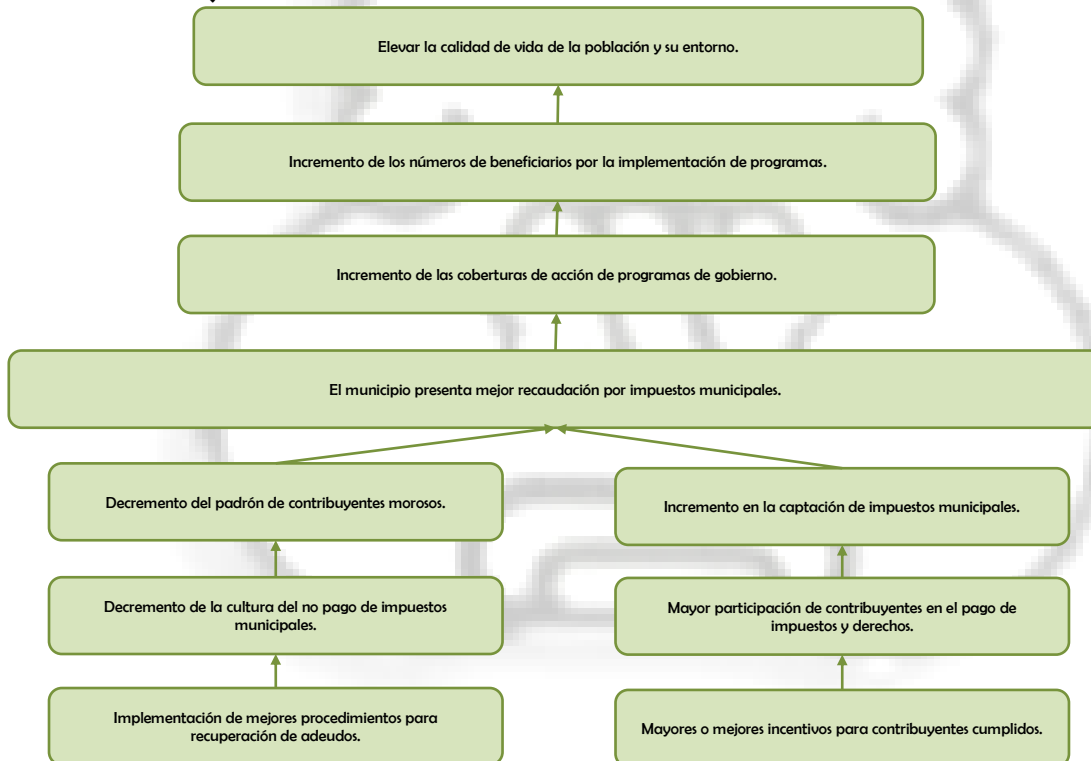 Elevar la calidad de vida de la población y su entorno.
Incremento de los números de beneficiarios por la implementación de programas.
Incremento de las coberturas de acción de programas de gobierno.
El municipio presenta mejor recaudación por impuestos municipales.
Decremento del padrón de contribuyentes morosos.
Incremento en la captación de impuestos municipales.
Decremento de la cultura del no pago de impuestos
municipales.
Mayor participación de contribuyentes en el pago de
impuestos y derechos.
Implementación de mejores procedimientos para
recuperación de adeudos.
Mayores o mejores incentivos para contribuyentes cumplidos.